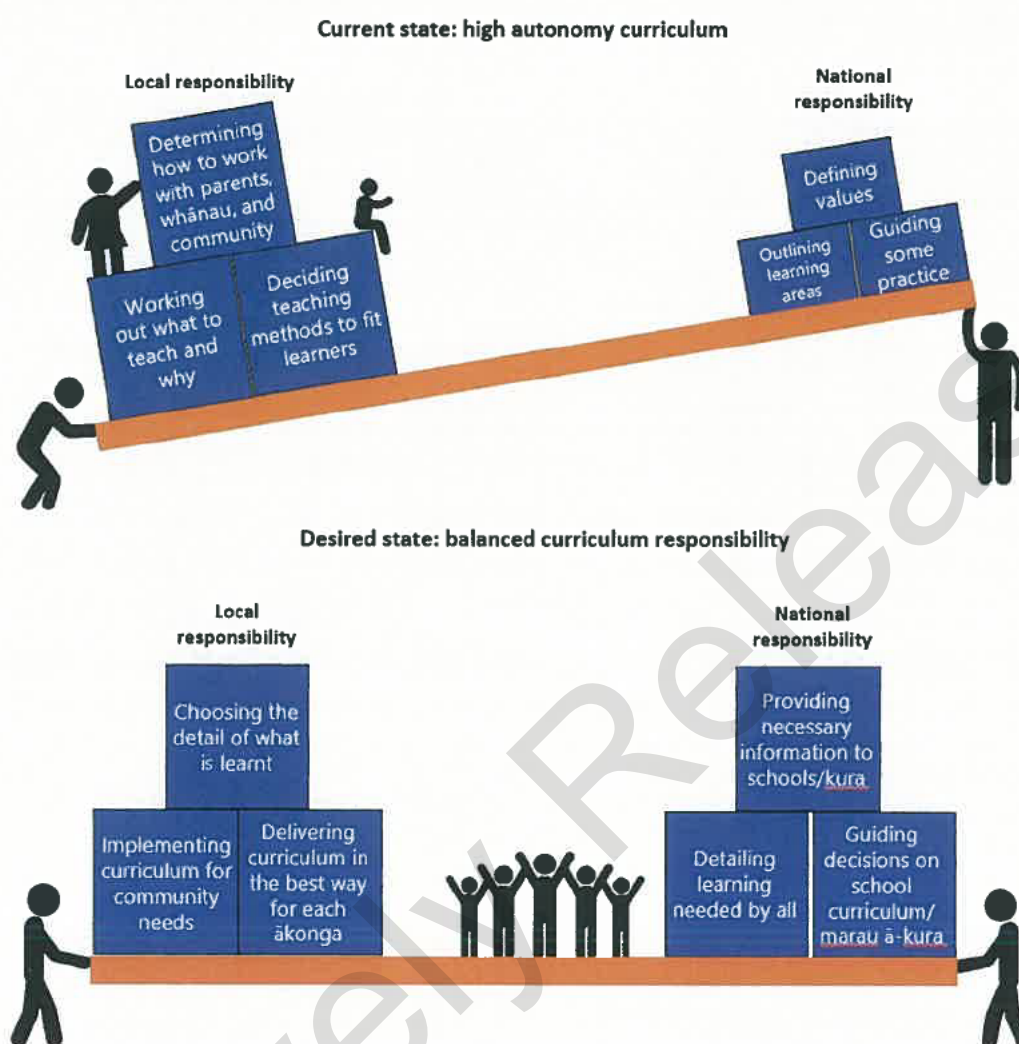 Current state: high autonomy curriculum
Local responsibility
Determining
how to work
with parents,
whānau, and
community
Working
out what to
teach and
why
Deciding
teaching
methods to fit
learners
National
responsibility
Defining
values
Outlining
learning
areas
Guiding
some
practice
Desired state: balanced curriculum responsibility
Local
responsibility
Choosing the
detail of what
is learnt
Implementing
curriculum for
community
needs
Delivering
curriculum in
the best way
for each
ākonga
National
responsibility
Providing
necessary
information to
schools/kura
Detailing
learning
needed by all
Guiding
decisions on
school
curriculum/
marau ā-kura
vely Releas